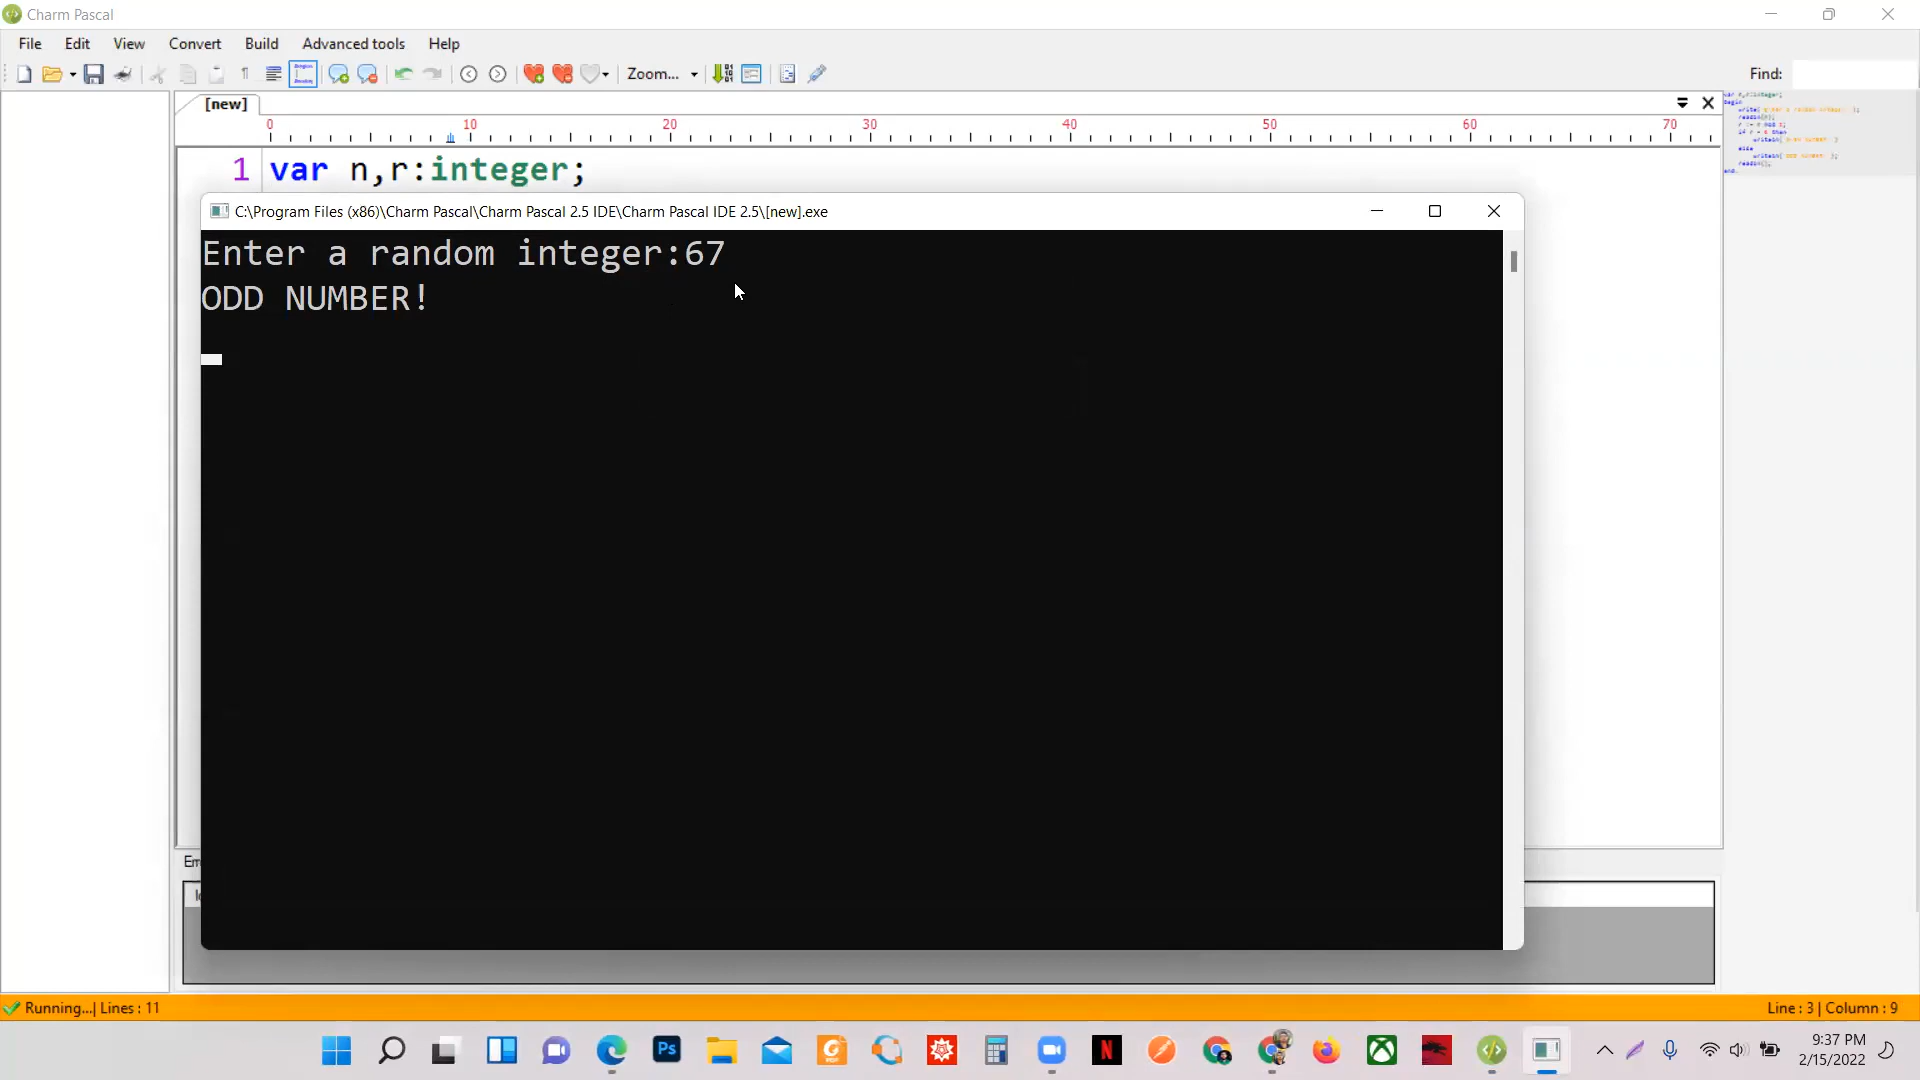 Charm Pascal
File Edit View Convert Build Advanced tools Help
Zoom... Find:
[new]
0 10 20 30 40 50 60 70
1 var n,r:integer;
C:\Program Files (x86)\Charm Pascal\Charm Pascal 2.5 IDE\Charm Pascal IDE 2.5\[new].exe
Enter a random integer:67
ODD NUMBER!
Running...| Lines : 11
Line : 3 | Column : 9
Ps
N
9:37 PM
2/15/2022